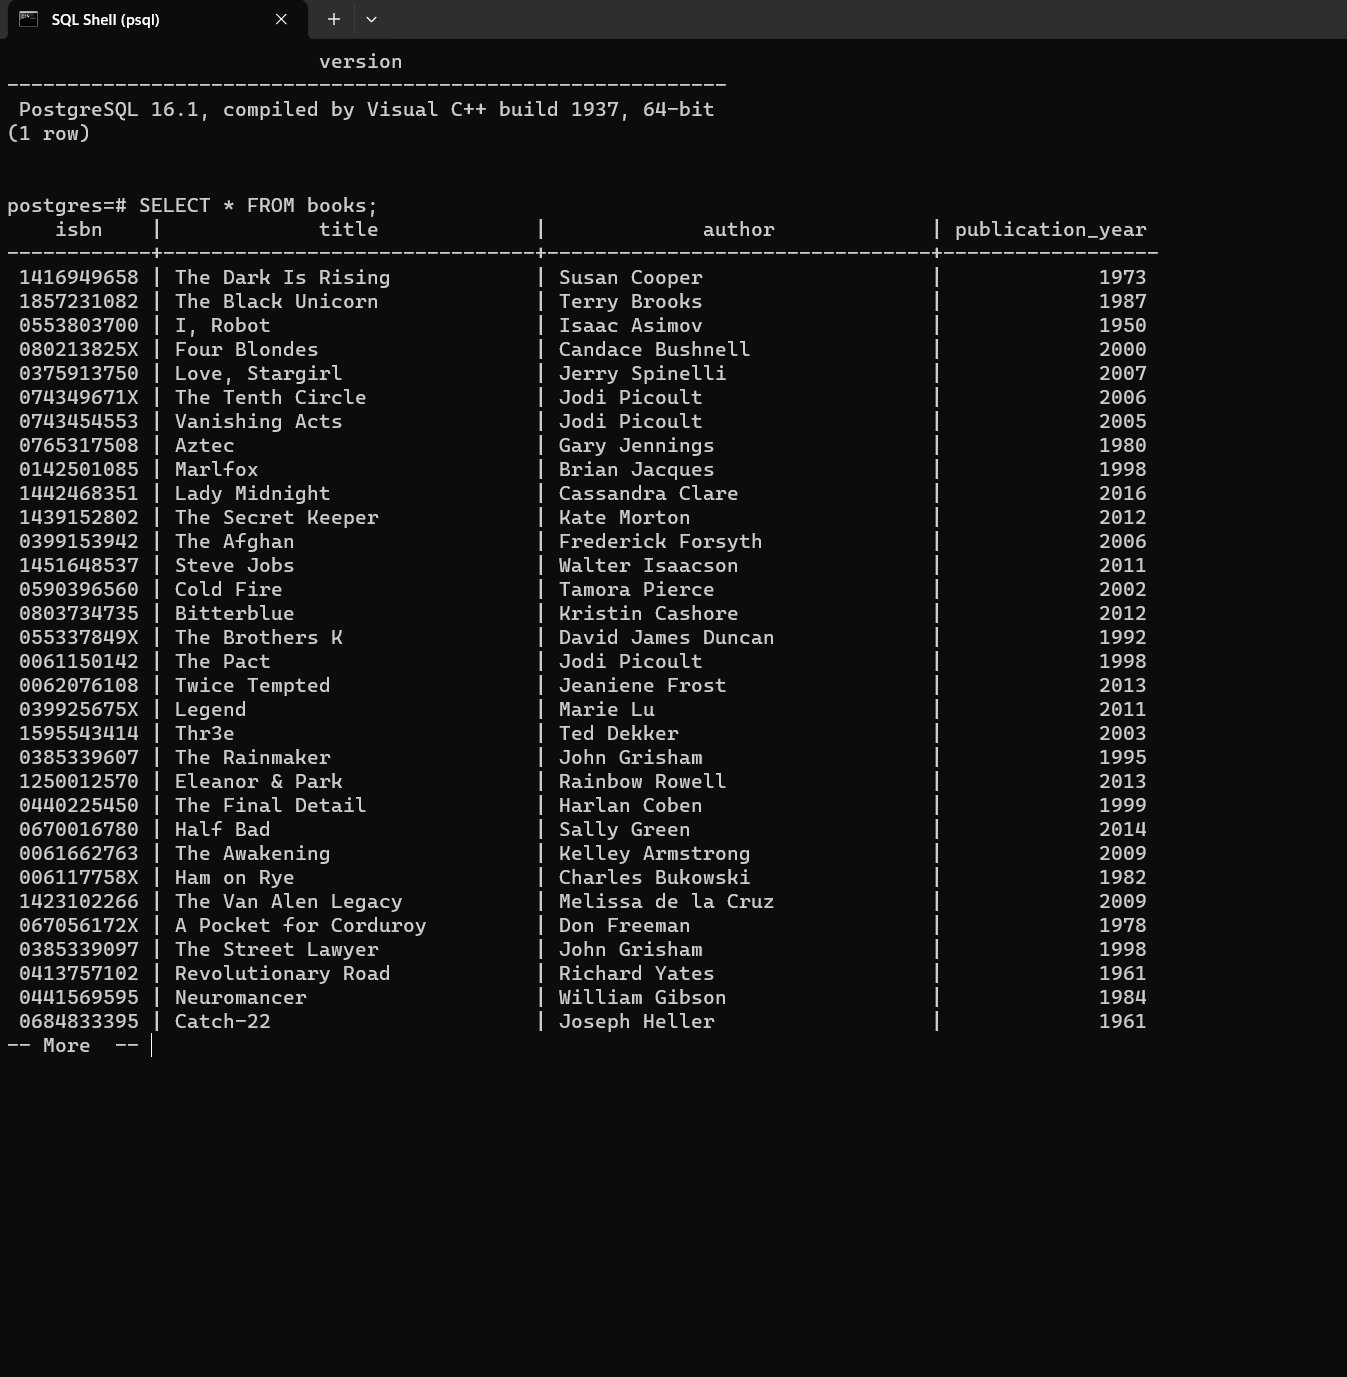 SQL Shell (psql)
version
------------------------------------------------------------
PostgreSQL 16.1, compiled by Visual C++ build 1937, 64-bit
(1 row)
postgres=# SELECT * FROM books;
    isbn    |             title             |             author             | publication_year
------------+-------------------------------+--------------------------------+------------------
 1416949658 | The Dark Is Rising            | Susan Cooper                   |             1973
 1857231082 | The Black Unicorn             | Terry Brooks                   |             1987
 0553803700 | I, Robot                      | Isaac Asimov                   |             1950
 080213825X | Four Blondes                  | Candace Bushnell               |             2000
 0375913750 | Love, Stargirl                | Jerry Spinelli                 |             2007
 074349671X | The Tenth Circle              | Jodi Picoult                   |             2006
 0743454553 | Vanishing Acts                | Jodi Picoult                   |             2005
 0765317508 | Aztec                         | Gary Jennings                  |             1980
 0142501085 | Marlfox                       | Brian Jacques                  |             1998
 1442468351 | Lady Midnight                 | Cassandra Clare                |             2016
 1439152802 | The Secret Keeper             | Kate Morton                    |             2012
 0399153942 | The Afghan                    | Frederick Forsyth              |             2006
 1451648537 | Steve Jobs                    | Walter Isaacson                |             2011
 0590396560 | Cold Fire                     | Tamora Pierce                  |             2002
 0803734735 | Bitterblue                    | Kristin Cashore                |             2012
 055337849X | The Brothers K                | David James Duncan             |             1992
 0061150142 | The Pact                      | Jodi Picoult                   |             1998
 0062076108 | Twice Tempted                 | Jeaniene Frost                 |             2013
 039925675X | Legend                        | Marie Lu                       |             2011
 1595543414 | Thr3e                         | Ted Dekker                     |             2003
 0385339607 | The Rainmaker                 | John Grisham                   |             1995
 1250012570 | Eleanor & Park                | Rainbow Rowell                 |             2013
 0440225450 | The Final Detail              | Harlan Coben                   |             1999
 0670016780 | Half Bad                      | Sally Green                    |             2014
 0061662763 | The Awakening                 | Kelley Armstrong               |             2009
 006117758X | Ham on Rye                    | Charles Bukowski               |             1982
 1423102266 | The Van Alen Legacy           | Melissa de la Cruz             |             2009
 067056172X | A Pocket for Corduroy         | Don Freeman                    |             1978
 0385339097 | The Street Lawyer             | John Grisham                   |             1998
 0413757102 | Revolutionary Road            | Richard Yates                  |             1961
 0441569595 | Neuromancer                   | William Gibson                 |             1984
 0684833395 | Catch-22                      | Joseph Heller                  |             1961
-- More  --